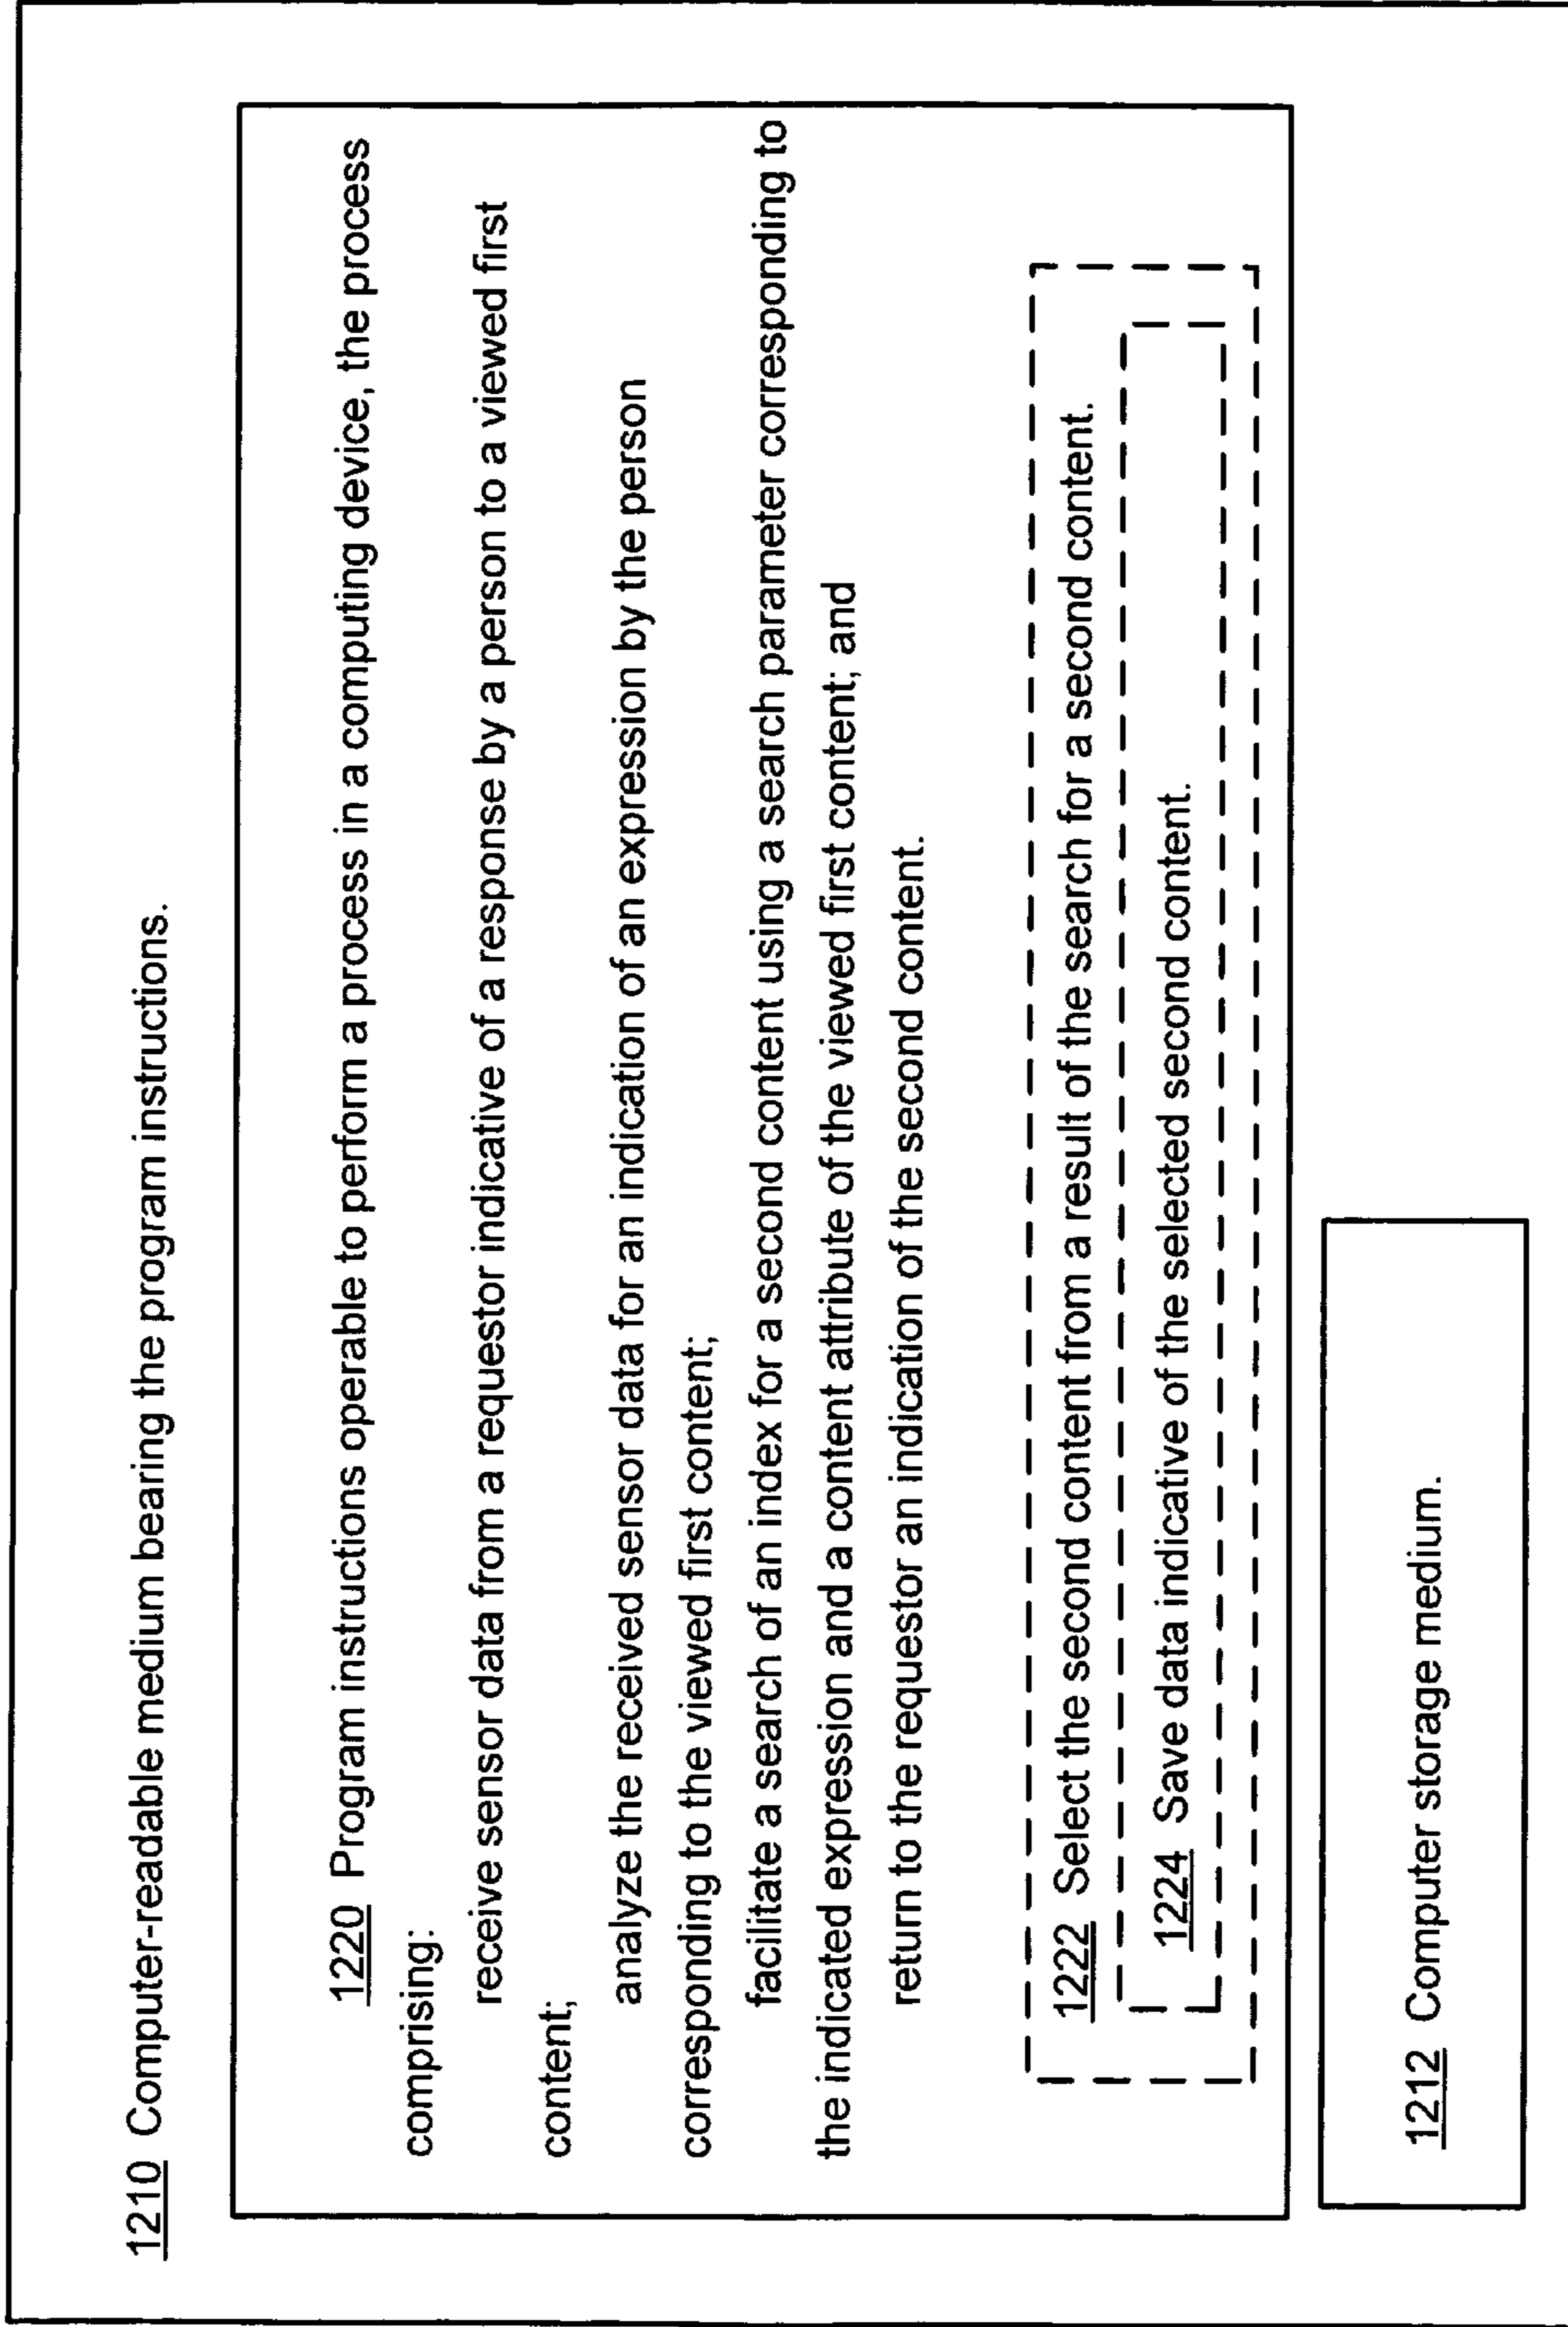 1210 Computer-readable medium bearing the program instructions.
1220 Program instructions operable to perform a process in a computing device, the process
comprising:
receive sensor data from a requestor indicative of a response by a person to a viewed first
content;
analyze the received sensor data for an indication of an expression by the person
corresponding to the viewed first content;
facilitate a search of an index for a second content using a search parameter corresponding to
the indicated expression and a content attribute of the viewed first content; and
return to the requestor an indication of the second content.
1222 Select the second content from a result of the search for a second content.
1224 Save data indicative of the selected second content.
1212 Computer storage medium.